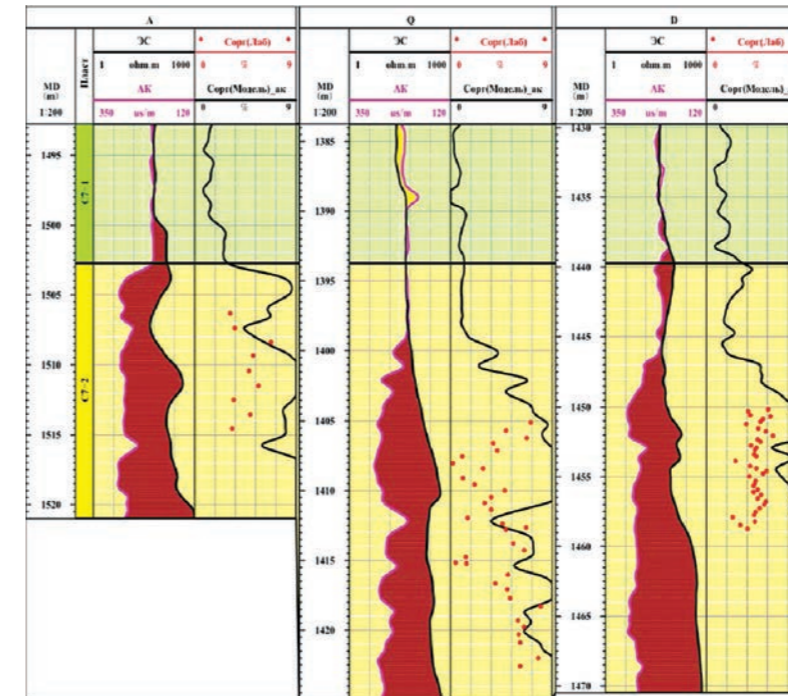 A
Q
D
MD
(m)
1:200
Пласт
ЭС
1 ohm.m 1000
АК
350 us/m 120
Сорг(Лаб)
0 % 9
Сорг(Модель)_ак
0 % 9
MD
(m)
1:200
ЭС
1 ohm.m 1000
АК
350 us/m 120
Сорг(Лаб)
0 % 9
Сорг(Модель)_ак
0 9
MD
(m)
1:200
ЭС
1 ohm.m 1000
АК
350 us/m 120
Сорг(Лаб
0 %
Сорг(Модель)_а
0
С7-1
С7-2
1495
1500
1505
1510
1515
1520
1385
1390
1395
1400
1405
1410
1415
1420
1430
1435
1440
1445
1450
1455
1460
1465
1470